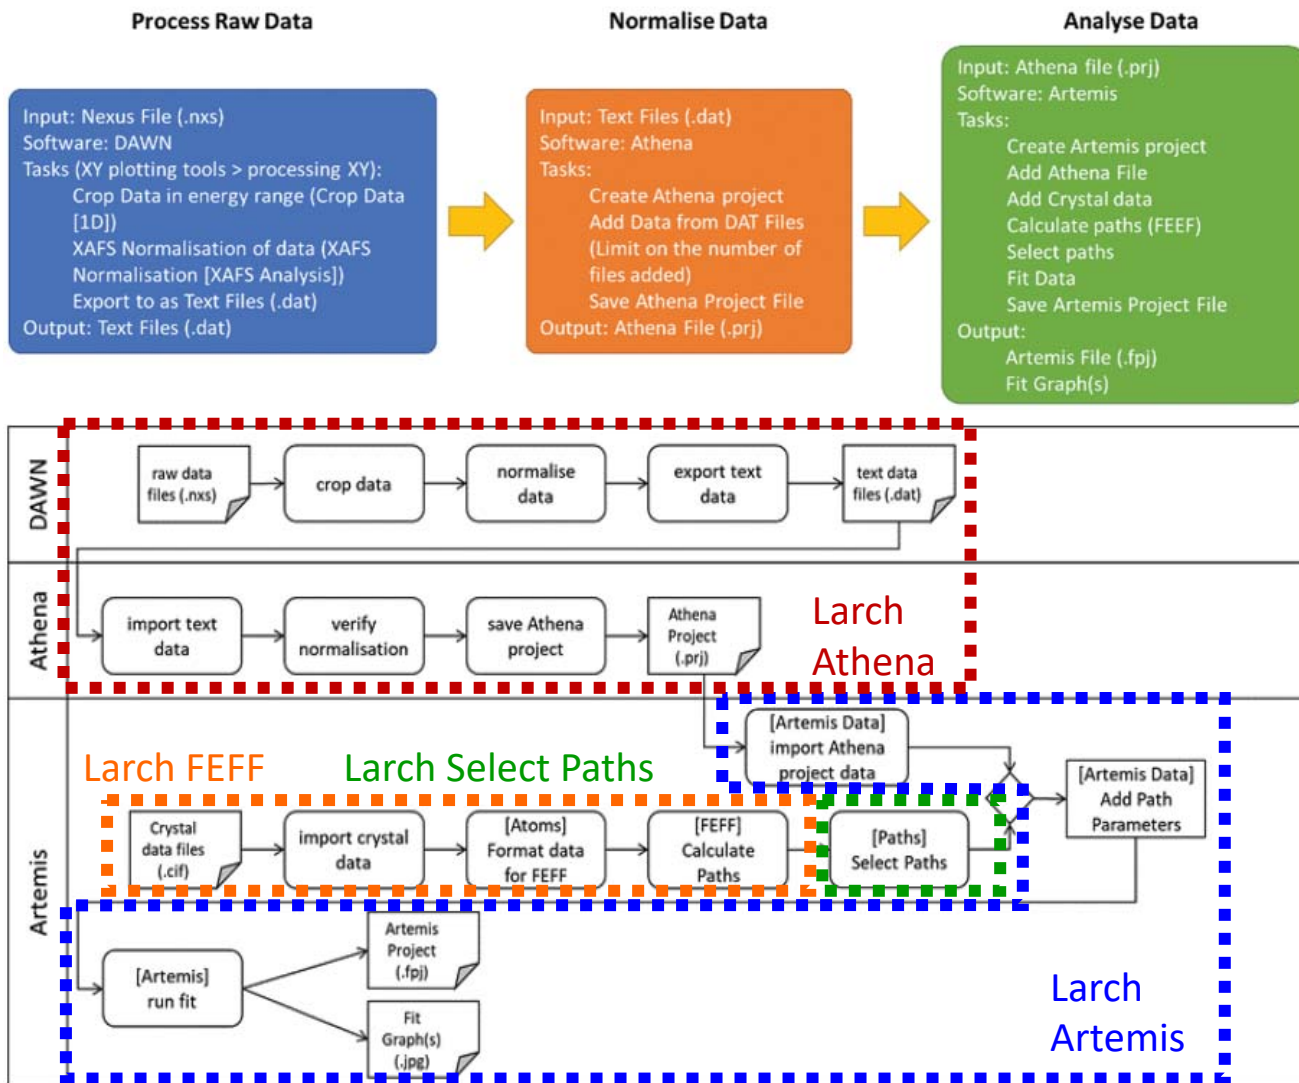 Process Raw Data
Normalise Data
Analyse Data
Input: Nexus File (.nxs)
Software: DAWN
Tasks (XY plotting tools > processing XY):
Crop Data in energy range (Crop Data
[1D])
XAFS Normalisation of data (XAFS
Normalisation [XAFS Analysis])
Export to as Text Files (.dat)
Output: Text Files (.dat)
Input: Text Files (.dat)
Software: Athena
Tasks:
Create Athena project
Add Data from DAT Files
(Limit on the number of
files added)
Save Athena Project File
Output: Athena File (.prj)
Input: Athena file (.prj)
Software: Artemis
Tasks:
Create Artemis project
Add Athena File
Add Crystal data
Calculate paths (FEEF)
Select paths
Fit Data
Save Artemis Project File
Output:
Artemis File (.fpj)
Fit Graph(s)
DAWN
raw data
files (.nxs)
crop data
normalise
data
export text
data
text data
files (.dat)
Athena
import text
data
verify
normalisation
save Athena
project
Athena
Project
(.prj)
Larch
Athena
Artemis
[Artemis Data]
import Athena
project data
Larch FEFF
Larch Select Paths
Crystal
data files
(.cif)
import crystal
data
[Atoms]
Format data
for FEFF
[FEFF]
Calculate
Paths
[Paths]
Select Paths
[Artemis Data]
Add Path
Parameters
[Artemis]
run fit
Artemis
Project
(.fpj)
Fit
Graph(s)
(.jpg)
Larch
Artemis